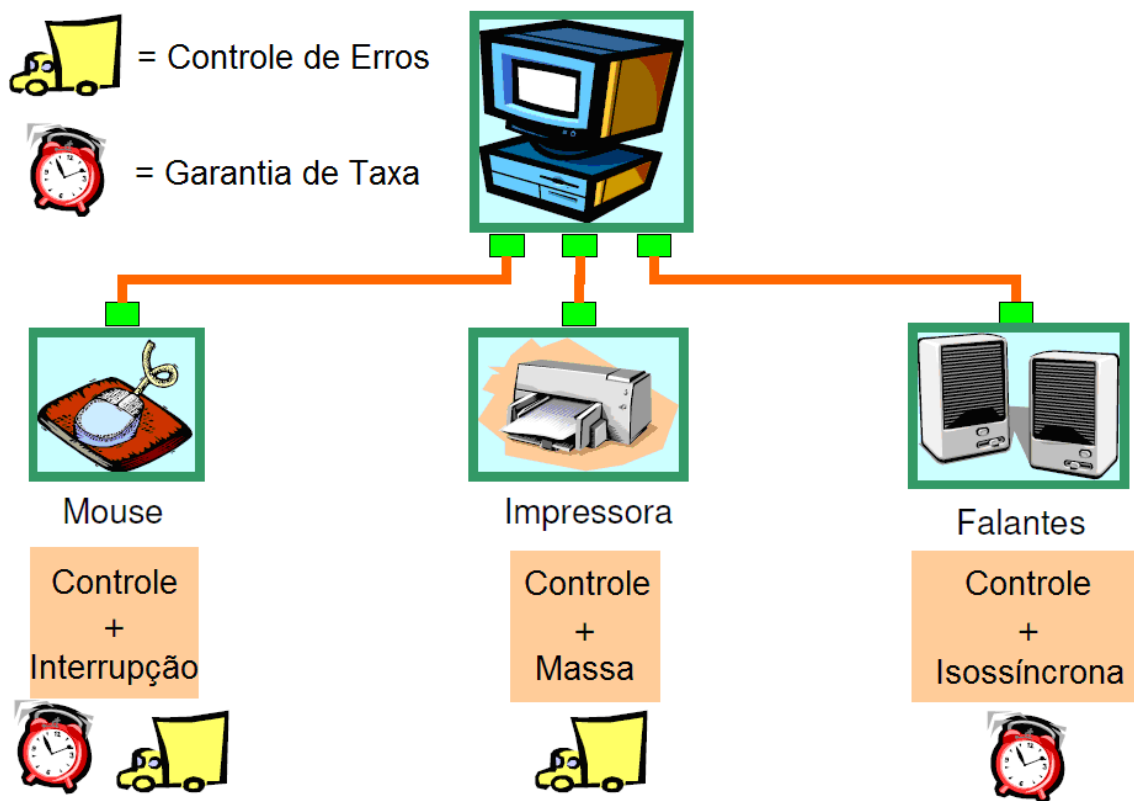 = Controle de Erros
= Garantia de Taxa
Mouse
Impressora
Falantes
Controle
+
Interrupção
Controle
+
Massa
Controle
+
Isossíncrona